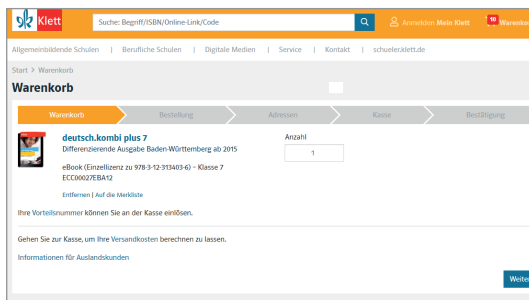 Klett
Suche: Begriff/ISBN/Online-Link/Code
Anmelden Mein Klett
10
Warenko
Allgemeinbildende Schulen | Berufliche Schulen | Digitale Medien | Service | Kontakt | schueler.klett.de
Start > Warenkorb
Warenkorb
Warenkorb
Bestellung
Adressen
Kasse
Bestätigung
deutsch.kombi plus 7
Differenzierende Ausgabe Baden-Württemberg ab 2015
eBook (Einzellizenz zu 978-3-12-313403-6) – Klasse 7
ECC00027EBA12
Entfernen | Auf die Merkliste
Anzahl
1
Ihre Vorteilsnummer können Sie an der Kasse einlösen.
Gehen Sie zur Kasse, um Ihre Versandkosten berechnen zu lassen.
Informationen für Auslandskunden
Weite